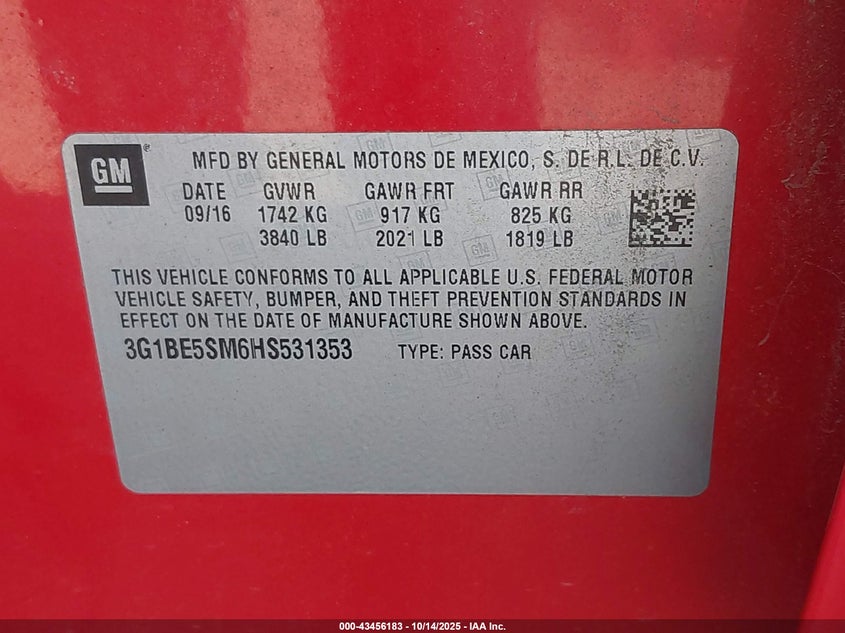 GM® MFD BY GENERAL MOTORS DE MEXICO, S. DE R.L. DE C.V.
DATE GVWR GAWR FRT GAWR RR
09/16 1742 KG 917 KG 825 KG
3840 LB 2021 LB 1819 LB
THIS VEHICLE CONFORMS TO ALL APPLICABLE U.S. FEDERAL MOTOR
VEHICLE SAFETY, BUMPER, AND THEFT PREVENTION STANDARDS IN
EFFECT ON THE DATE OF MANUFACTURE SHOWN ABOVE.
3G1BE5SM6HS531353 TYPE: PASS CAR
000-43456183 - 10/14/2025 - IAA Inc.